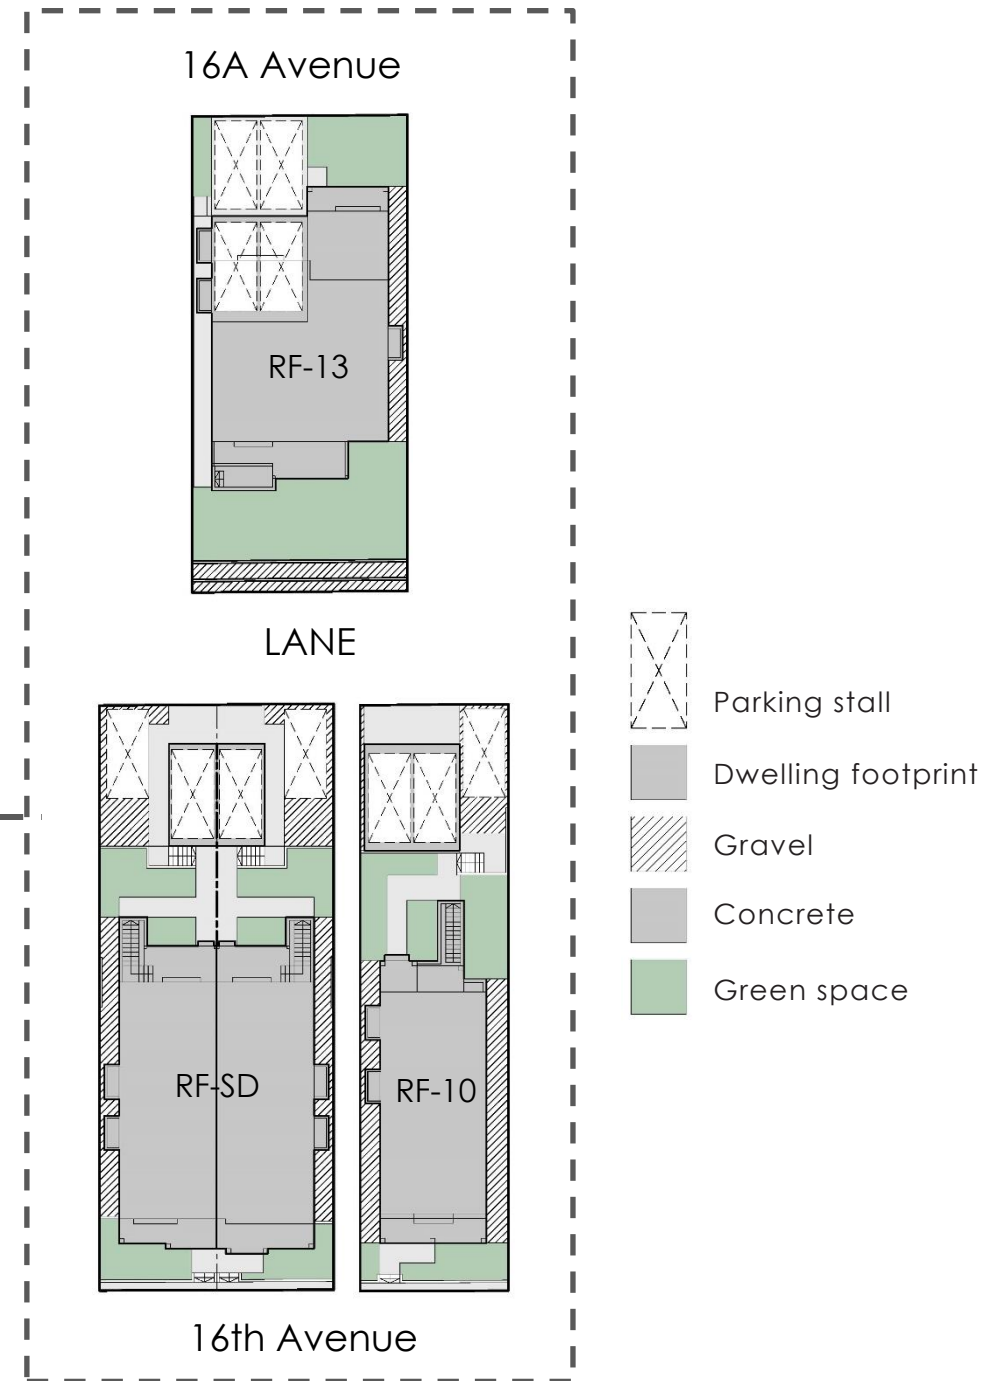 16A Avenue
RF-13
LANE
Parking stall
Dwelling footprint
Gravel
Concrete
Green space
RF-SD
RF-10
16th Avenue